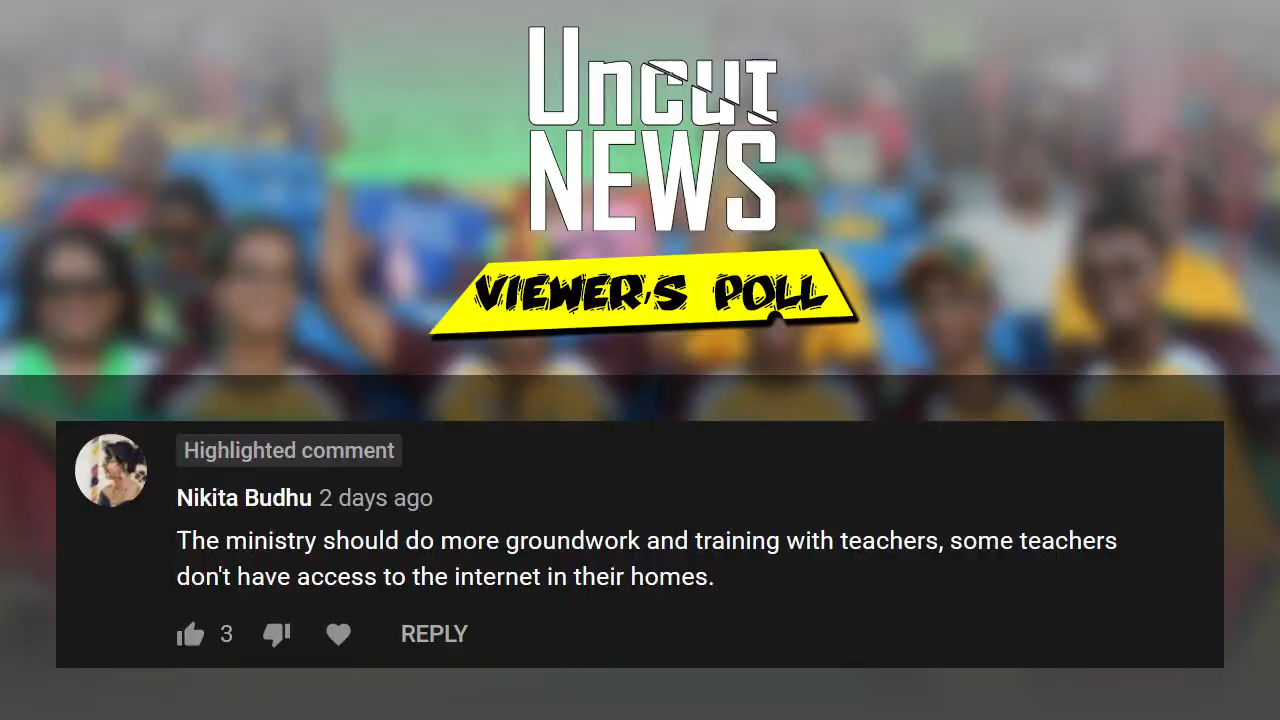 Uncut
NEWS
VIEWER'S POLL
Highlighted comment
Nikita Budhu 2 days ago
The ministry should do more groundwork and training with teachers, some teachers
don't have access to the internet in their homes.
3 REPLY